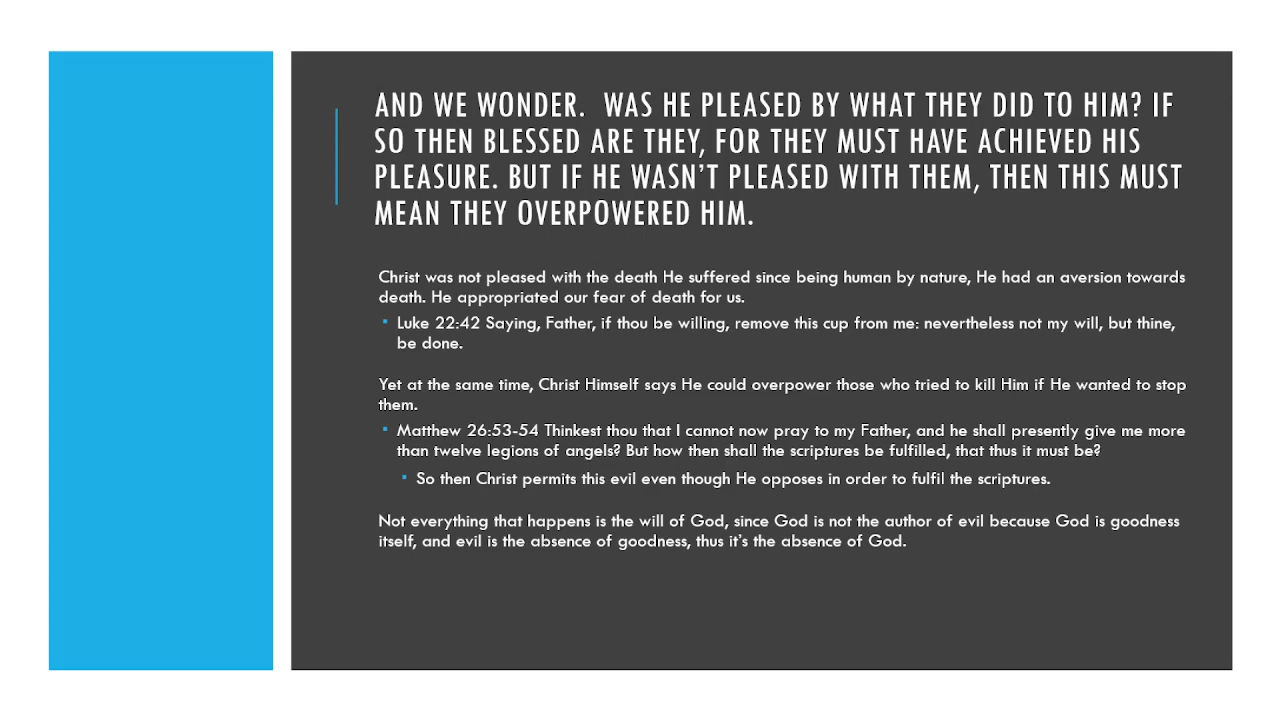 AND WE WONDER.  WAS HE PLEASED BY WHAT THEY DID TO HIM? IF
SO THEN BLESSED ARE THEY, FOR THEY MUST HAVE ACHIEVED HIS
PLEASURE. BUT IF HE WASN'T PLEASED WITH THEM, THEN THIS MUST
MEAN THEY OVERPOWERED HIM.
Christ was not pleased with the death He suffered since being human by nature, He had an aversion towards
death. He appropriated our fear of death for us.
▪ Luke 22:42 Saying, Father, if thou be willing, remove this cup from me: nevertheless not my will, but thine,
be done.
Yet at the same time, Christ Himself says He could overpower those who tried to kill Him if He wanted to stop
them.
▪ Matthew 26:53-54 Thinkest thou that I cannot now pray to my Father, and he shall presently give me more
than twelve legions of angels? But how then shall the scriptures be fulfilled, that thus it must be?
▪ So then Christ permits this evil even though He opposes in order to fulfil the scriptures.
Not everything that happens is the will of God, since God is not the author of evil because God is goodness
itself, and evil is the absence of goodness, thus it's the absence of God.